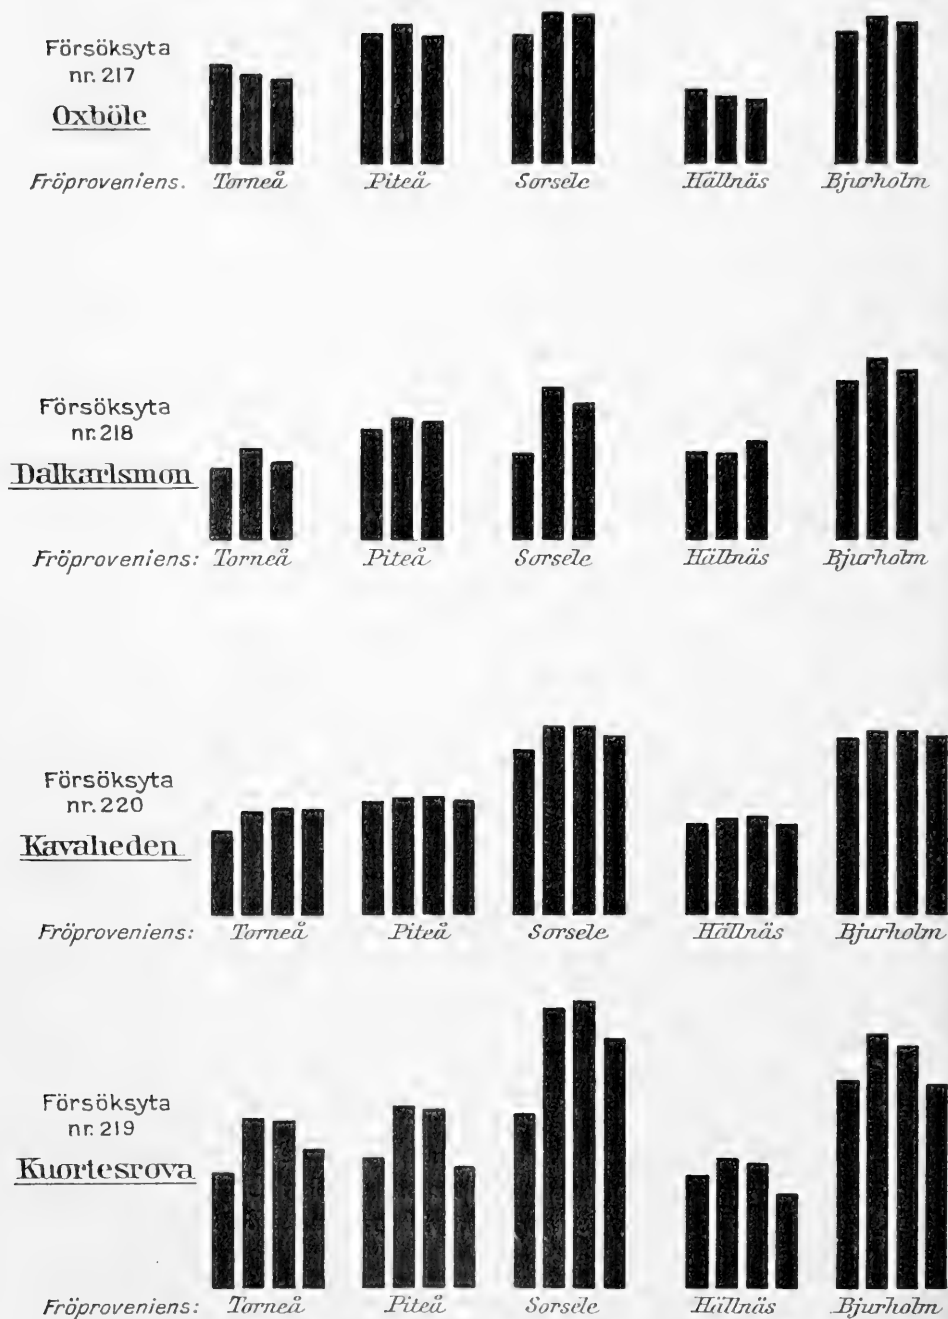 Försöksyta
nr. 217
Oxböle
Fröproveniens. Torneå Piteå Sorsele Hällnäs Bjurholm
Försöksyta
nr. 218
Dalkarlsmon
Fröproveniens: Torneå Piteå Sorsele Hällnäs Bjurholm
Försöksyta
nr. 220
Kavaheden
Fröproveniens: Torneå Piteå Sorsele Hällnäs Bjurholm
Försöksyta
nr. 219
Kuortesrova
Fröproveniens: Torneå Piteå Sorsele Hällnäs Bjurholm